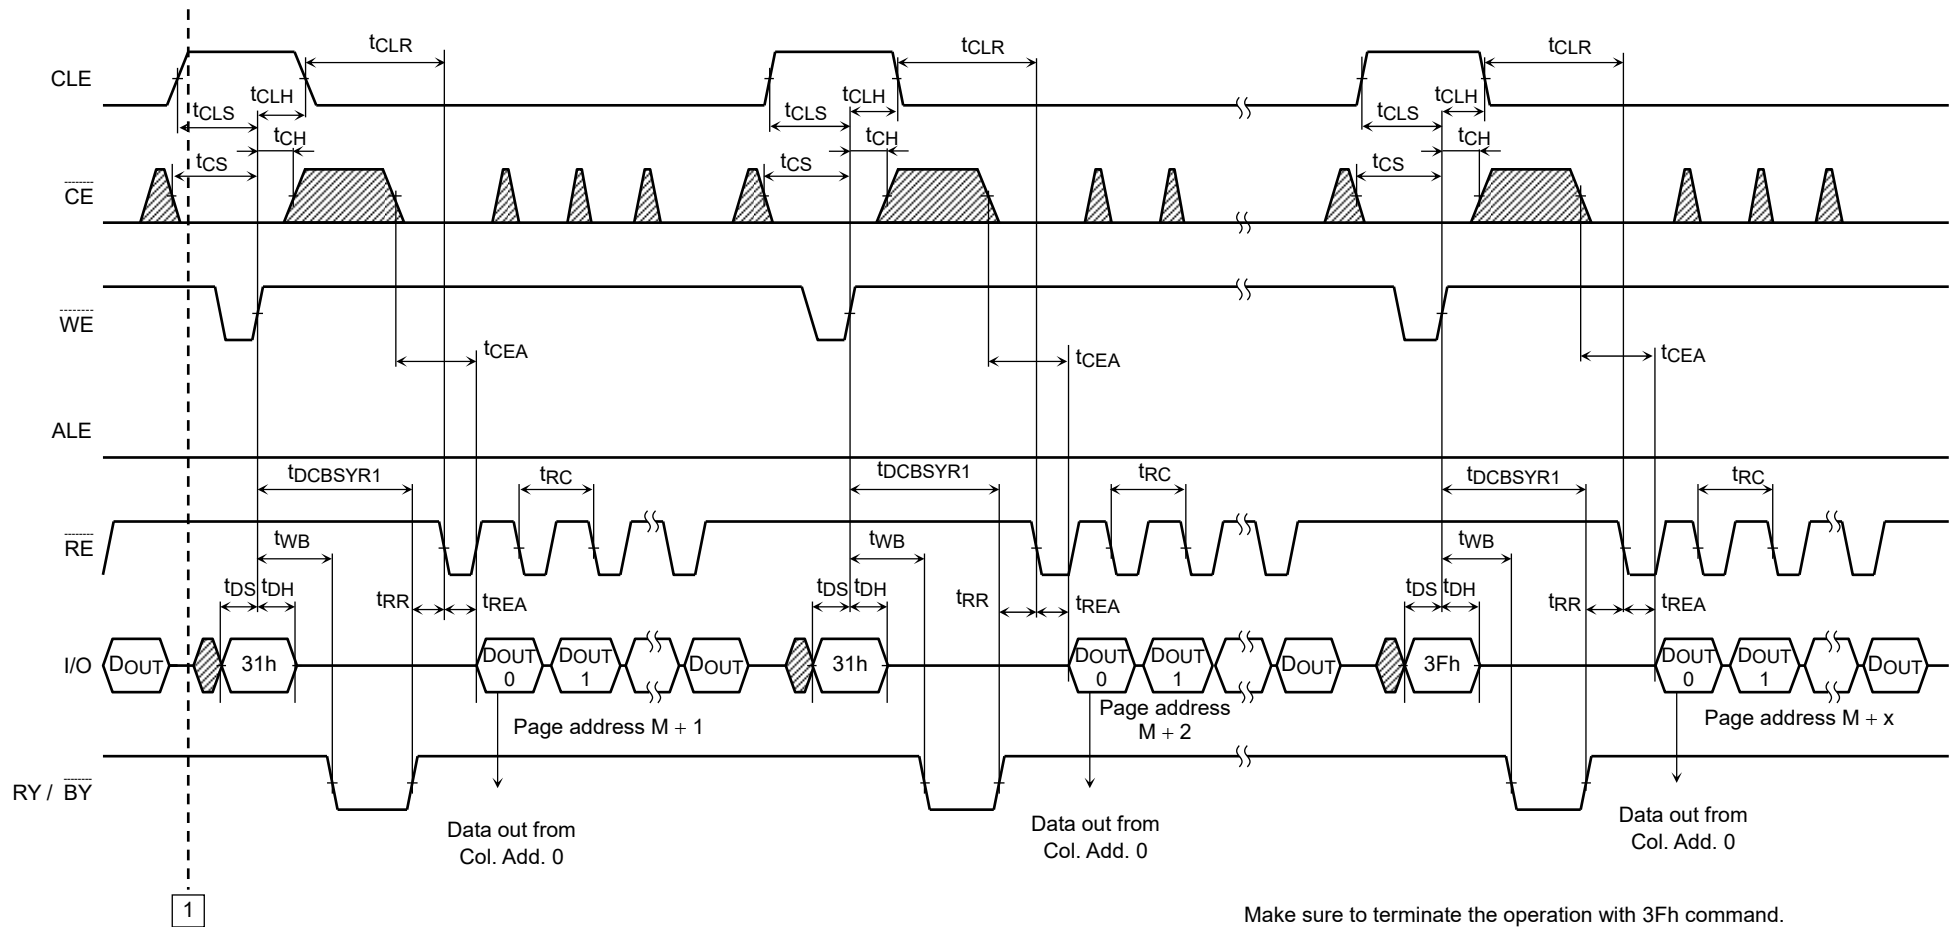 tCLR tCLR tCLR
CLE
tCLH tCLH tCLH
tCLS tCLS tCLS
tCH tCH tCH
tCS tCS tCS
CE
WE
tCEA tCEA tCEA
ALE
tDCBSYR1 tDCBSYR1 tDCBSYR1
tRC tRC tRC
RE
tWB tWB tWB
tDS tDH tDS tDH tDS tDH
tRR tREA tRR tREA tRR tREA
I/O DOUT 31h DOUT 0 DOUT 1 DOUT 31h DOUT 0 DOUT 1 DOUT 3Fh DOUT 0 DOUT 1 DOUT
Page address M + 1
Page address
M + 2
Page address M + x
RY / BY
Data out from
Col. Add. 0
Data out from
Col. Add. 0
Data out from
Col. Add. 0
1
Make sure to terminate the operation with 3Fh command.